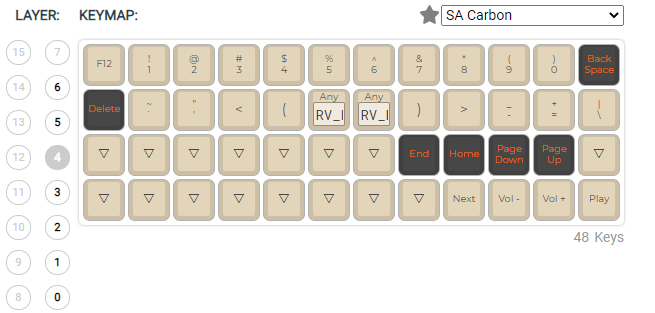 LAYER: KEYMAP: SA Carbon
15 7
14 6
13 5
12 4
11 3
10 2
9 1
8 0
F12 ! 1 @ 2 # 3 $ 4 % 5 ^ 6 & 7 * 8 ( 9 ) 0 Back Space
Delete ~ ` " ' < ( Any RV_ Any RV_ ) > _ - + = | \
▽ ▽ ▽ ▽ ▽ ▽ ▽ End Home Page Down Page Up ▽
▽ ▽ ▽ ▽ ▽ ▽ ▽ ▽ Next Vol - Vol + Play
48 Keys